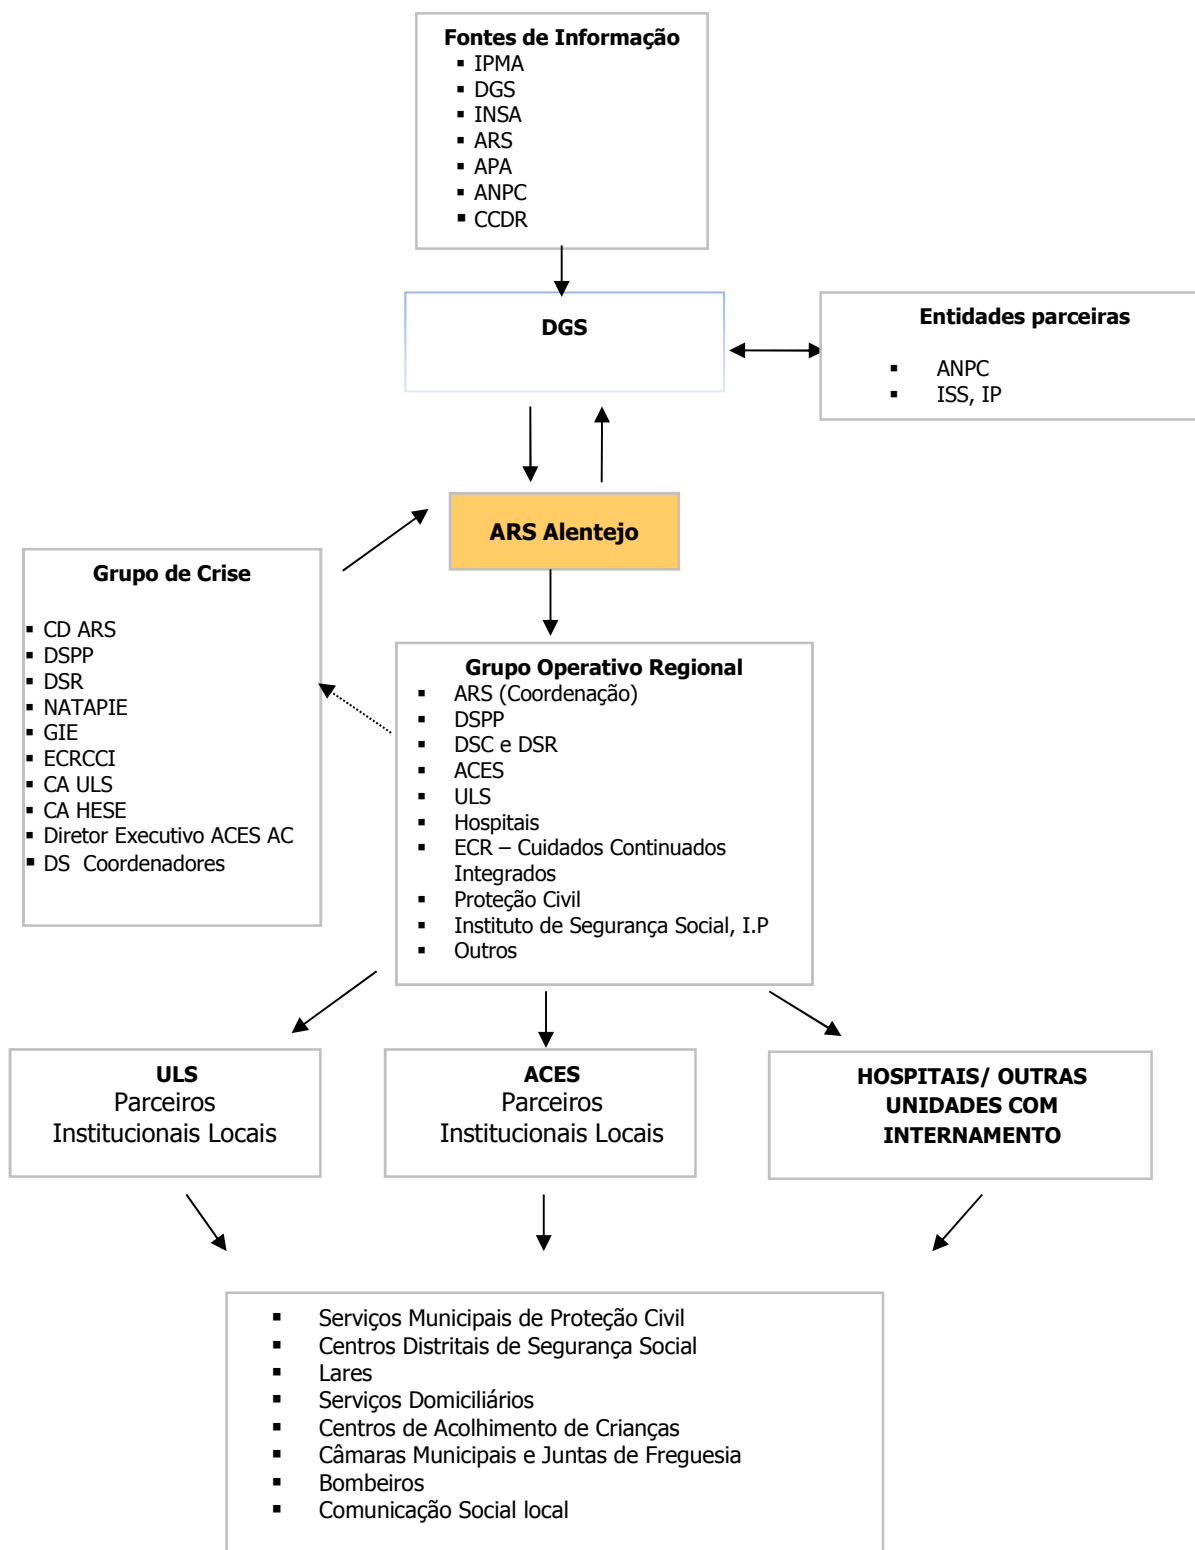 Fontes de Informação
▪ IPMA
▪ DGS
▪ INSA
▪ ARS
▪ APA
▪ ANPC
▪ CCDR
DGS
Entidades parceiras
▪ ANPC
▪ ISS, IP
ARS Alentejo
Grupo de Crise
▪ CD ARS
▪ DSPP
▪ DSR
▪ NATAPIE
▪ GIE
▪ ECRCCI
▪ CA ULS
▪ CA HESE
▪ Diretor Executivo ACES AC
▪ DS Coordenadores
Grupo Operativo Regional
▪ ARS (Coordenação)
▪ DSPP
▪ DSC e DSR
▪ ACES
▪ ULS
▪ Hospitais
▪ ECR – Cuidados Continuados
Integrados
▪ Proteção Civil
▪ Instituto de Segurança Social, I.P
▪ Outros
ULS
Parceiros
Institucionais Locais
ACES
Parceiros
Institucionais Locais
HOSPITAIS/ OUTRAS
UNIDADES COM
INTERNAMENTO
▪ Serviços Municipais de Proteção Civil
▪ Centros Distritais de Segurança Social
▪ Lares
▪ Serviços Domiciliários
▪ Centros de Acolhimento de Crianças
▪ Câmaras Municipais e Juntas de Freguesia
▪ Bombeiros
▪ Comunicação Social local